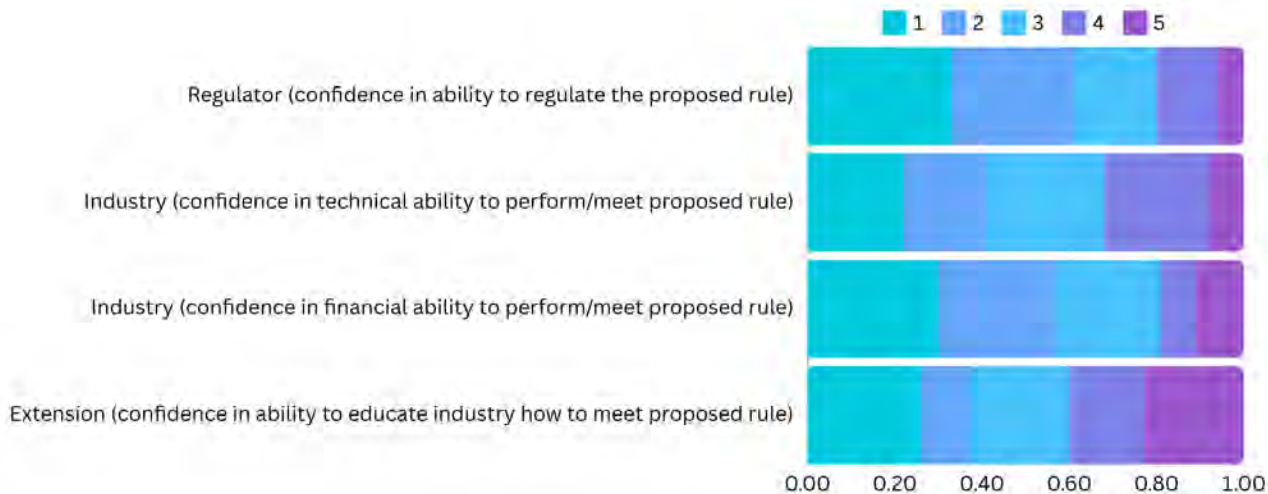 1 2 3 4 5
Regulator (confidence in ability to regulate the proposed rule)
Industry (confidence in technical ability to perform/meet proposed rule)
Industry (confidence in financial ability to perform/meet proposed rule)
Extension (confidence in ability to educate industry how to meet proposed rule)
0.00 0.20 0.40 0.60 0.80 1.00